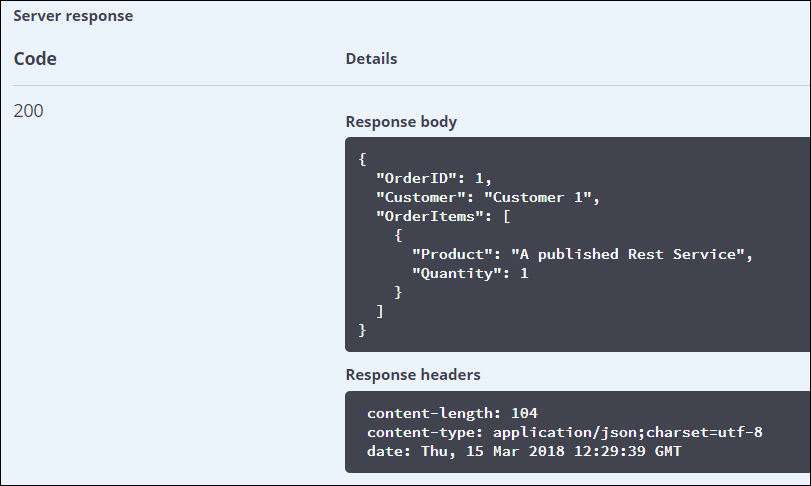 Server response
Code Details
200
Response body
{
  "OrderID": 1,
  "Customer": "Customer 1",
  "OrderItems": [
    {
      "Product": "A published Rest Service",
      "Quantity": 1
    }
  ]
}
Response headers
content-length: 104
content-type: application/json;charset=utf-8
date: Thu, 15 Mar 2018 12:29:39 GMT